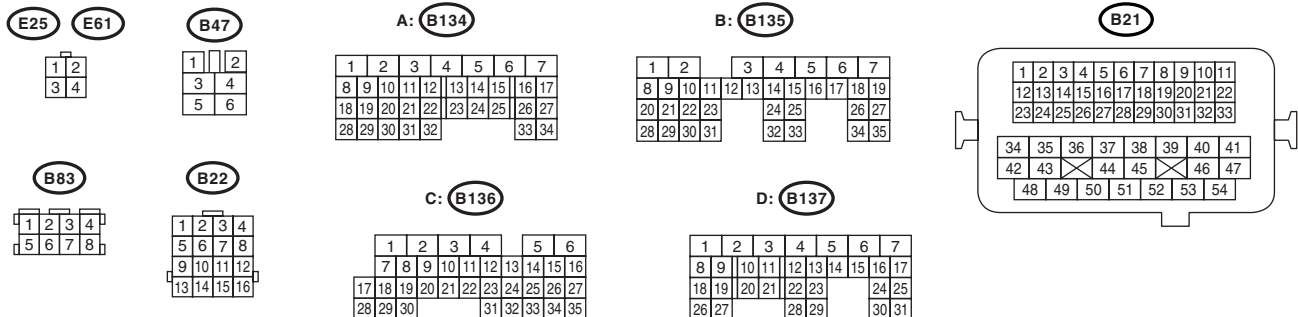 E25 E61
1 2
3 4
B47
1 2
3 4
5 6
A: B134
1 2 3 4 5 6 7
8 9 10 11 12 13 14 15 16 17
18 19 20 21 22 23 24 25 26 27
28 29 30 31 32 33 34
B: B135
1 2 3 4 5 6 7
8 9 10 11 12 13 14 15 16 17 18 19
20 21 22 23 24 25 26 27
28 29 30 31 32 33 34 35
B21
1 2 3 4 5 6 7 8 9 10 11
12 13 14 15 16 17 18 19 20 21 22
23 24 25 26 27 28 29 30 31 32 33
34 35 36 37 38 39 40 41
42 43 44 45 46 47
48 49 50 51 52 53 54
B83
1 2 3 4
5 6 7 8
B22
1 2 3 4
5 6 7 8
9 10 11 12
13 14 15 16
C: B136
1 2 3 4 5 6
7 8 9 10 11 12 13 14 15 16
17 18 19 20 21 22 23 24 25 26 27
28 29 30 31 32 33 34 35
D: B137
1 2 3 4 5 6 7
8 9 10 11 12 13 14 15 16 17
18 19 20 21 22 23 24 25
26 27 28 29 30 31